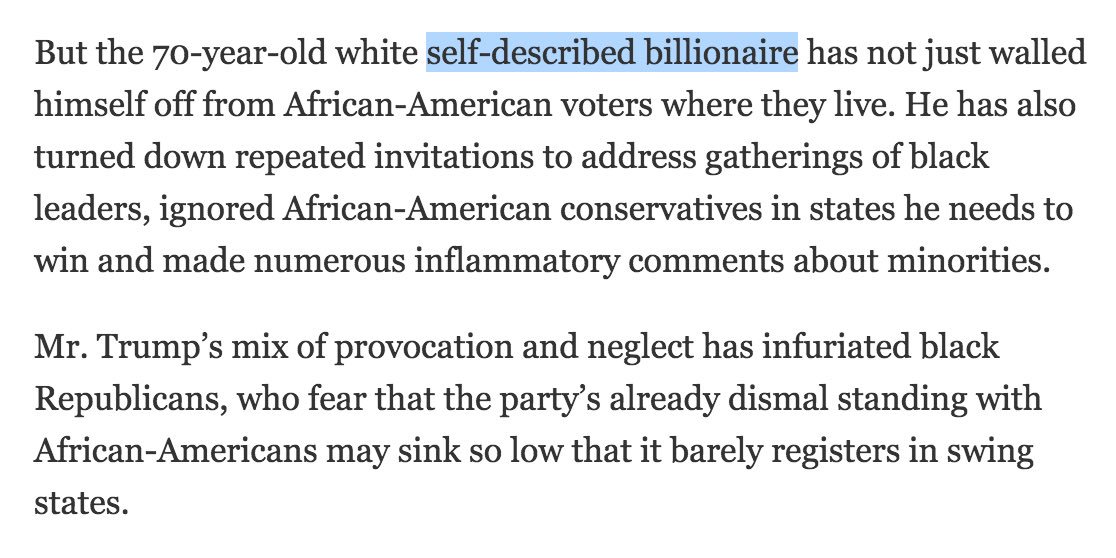 But the 70-year-old white self-described billionaire has not just walled
himself off from African-American voters where they live. He has also
turned down repeated invitations to address gatherings of black
leaders, ignored African-American conservatives in states he needs to
win and made numerous inflammatory comments about minorities.
Mr. Trump’s mix of provocation and neglect has infuriated black
Republicans, who fear that the party’s already dismal standing with
African-Americans may sink so low that it barely registers in swing
states.